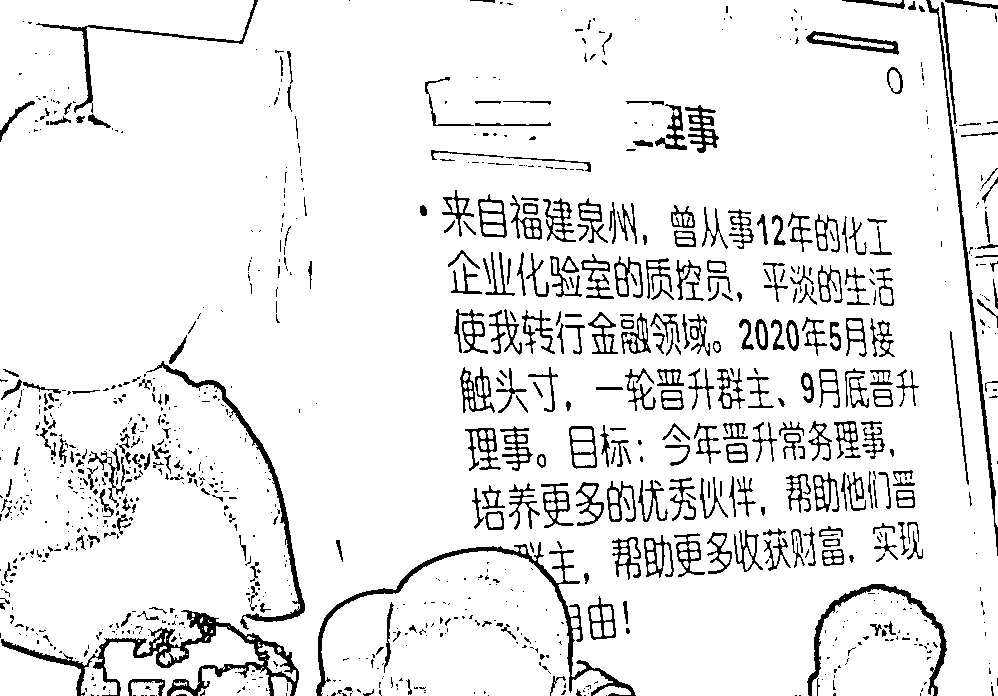 理事
• 来自福建泉州，曾从事12年的化工
企业化验室的质控员，平淡的生活
使我转行金融领域。2020年5月接
触头寸，一轮晋升群主、9月底晋升
理事。目标：今年晋升常务理事，
培养更多的优秀伙伴，帮助他们晋
群主，帮助更多收获财富，实现
自由！